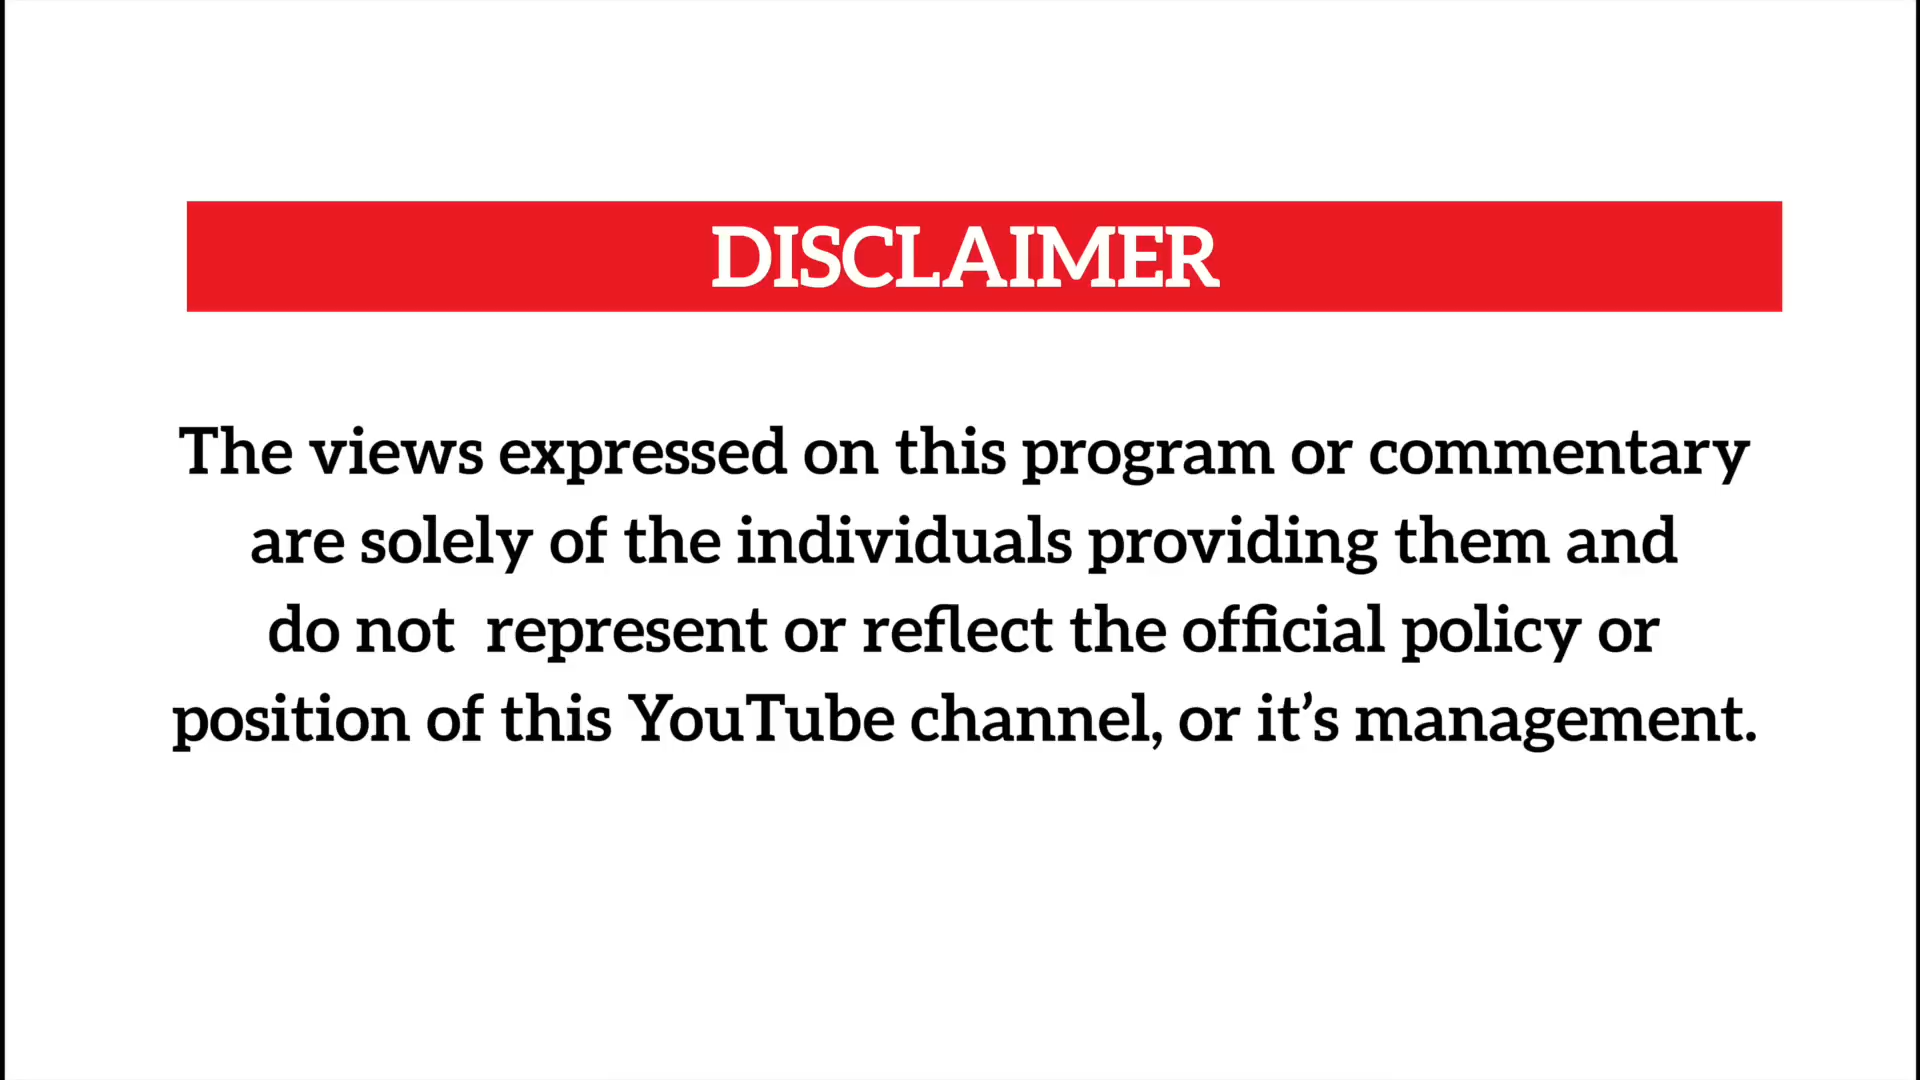 DISCLAIMER
The views expressed on this program or commentary
are solely of the individuals providing them and
do not  represent or reflect the official policy or
position of this YouTube channel, or it’s management.